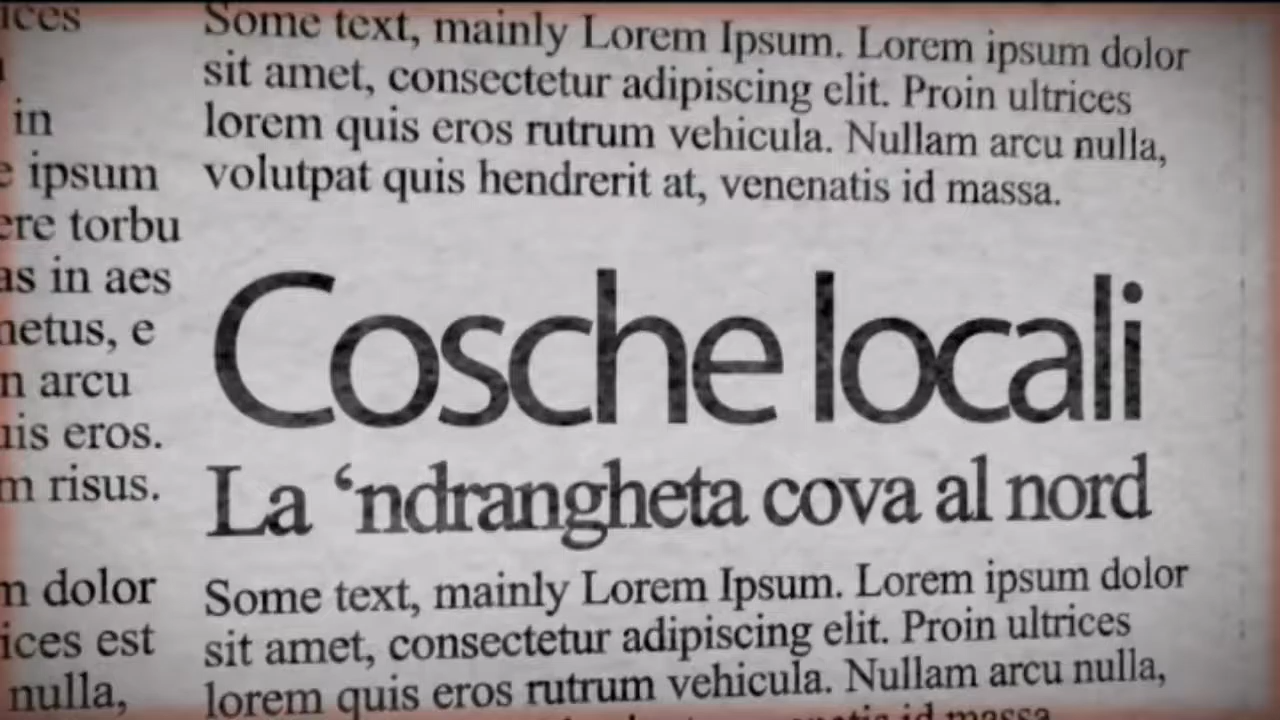 ices
in
ipsum
torbu
as in aes
e
n arcu
eros.
m risus.
m dolor
ices est
nulla,
Some text, mainly Lorem Ipsum. Lorem ipsum dolor
sit amet, consectetur adipiscing elit. Proin ultrices
lorem quis eros rutrum vehicula. Nullam arcu nulla,
volutpat quis hendrerit at, venenatis id massa.
Cosche locali
La ‘ndrangheta cova al nord
Some text, mainly Lorem Ipsum. Lorem ipsum dolor
sit amet, consectetur adipiscing elit. Proin ultrices
lorem quis eros rutrum vehicula. Nullam arcu nulla,
venenatis id massa